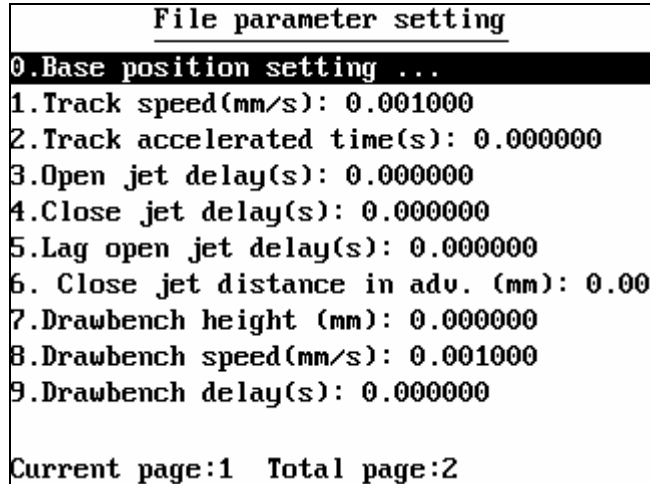 File parameter setting
0.Base position setting ...
1.Track speed(mm/s): 0.001000
2.Track accelerated time(s): 0.000000
3.Open jet delay(s): 0.000000
4.Close jet delay(s): 0.000000
5.Lag open jet delay(s): 0.000000
6. Close jet distance in adv. (mm): 0.00
7.Drawbench height (mm): 0.000000
8.Drawbench speed(mm/s): 0.001000
9.Drawbench delay(s): 0.000000
Current page:1 Total page:2